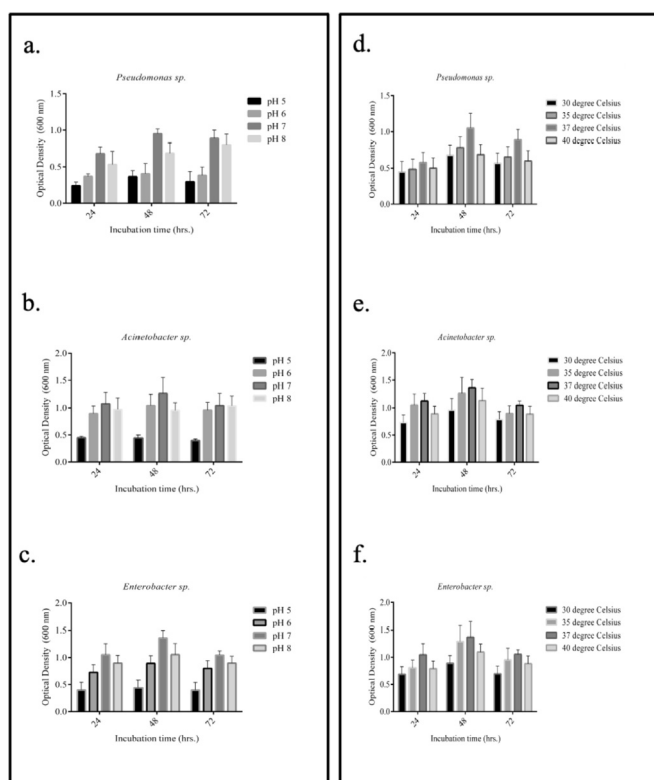 a.
Pseudomonas sp.
Optical Density (600 nm)
1.5
1.0
0.5
0.0
24
48
72
Incubation time (hrs.)
pH 5
pH 6
pH 7
pH 8
b.
Acinetobacter sp.
Optical Density (600 nm)
2.0
1.5
1.0
0.5
0.0
24
48
72
Incubation time (hrs.)
pH 5
pH 6
pH 7
pH 8
c.
Enterobacter sp.
Optical Density (600 nm)
2.0
1.5
1.0
0.5
0.0
24
48
72
Incubation time (hrs.)
pH 5
pH 6
pH 7
pH 8
d.
Pseudomonas sp.
Optical Density (600 nm)
1.5
1.0
0.5
0.0
24
48
72
Incubation time (hrs.)
30 degree Celsius
35 degree Celsius
37 degree Celsius
40 degree Celsius
e.
Acinetobacter sp.
Optical Density (600 nm)
2.0
1.5
1.0
0.5
0.0
24
48
72
Incubation time (hrs.)
30 degree Celsius
35 degree Celsius
37 degree Celsius
40 degree Celsius
f.
Enterobacter sp.
Optical Density (600 nm)
2.0
1.5
1.0
0.5
0.0
24
48
72
Incubation time (hrs.)
30 degree Celsius
35 degree Celsius
37 degree Celsius
40 degree Celsius